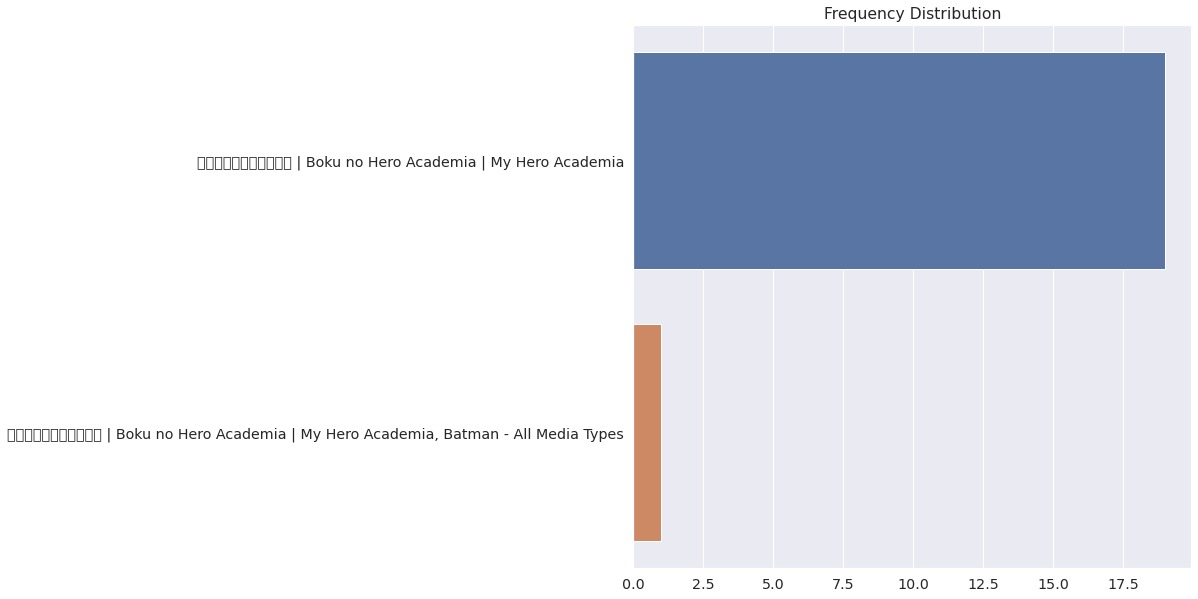 Frequency Distribution
| Boku no Hero Academia | My Hero Academia
| Boku no Hero Academia | My Hero Academia, Batman - All Media Types
0.0 2.5 5.0 7.5 10.0 12.5 15.0 17.5